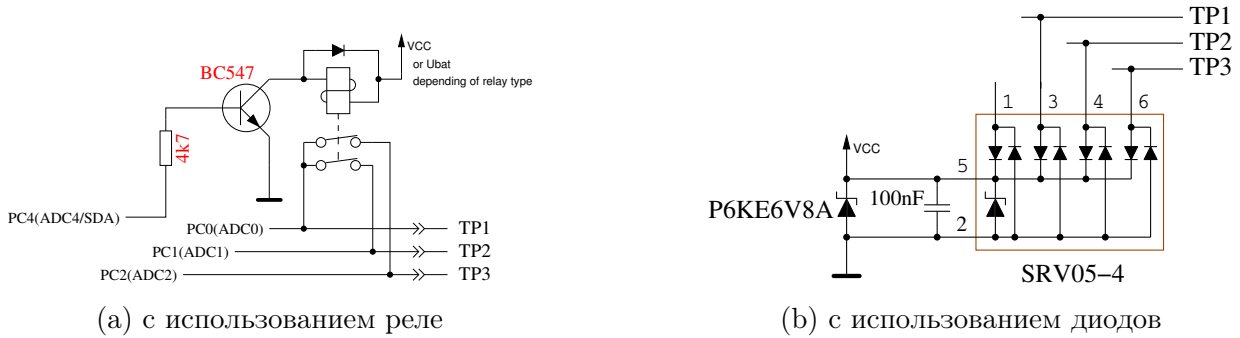 VCC
or Ubat
depending of relay type
BC547
4k7
PC4(ADC4/SDA)
PC0(ADC0)
TP1
PC1(ADC1)
TP2
PC2(ADC2)
TP3
(a) с использованием реле
TP1
TP2
TP3
1 3 4 6
VCC
5
P6KE6V8A
100nF
2
SRV05−4
(b) с использованием диодов